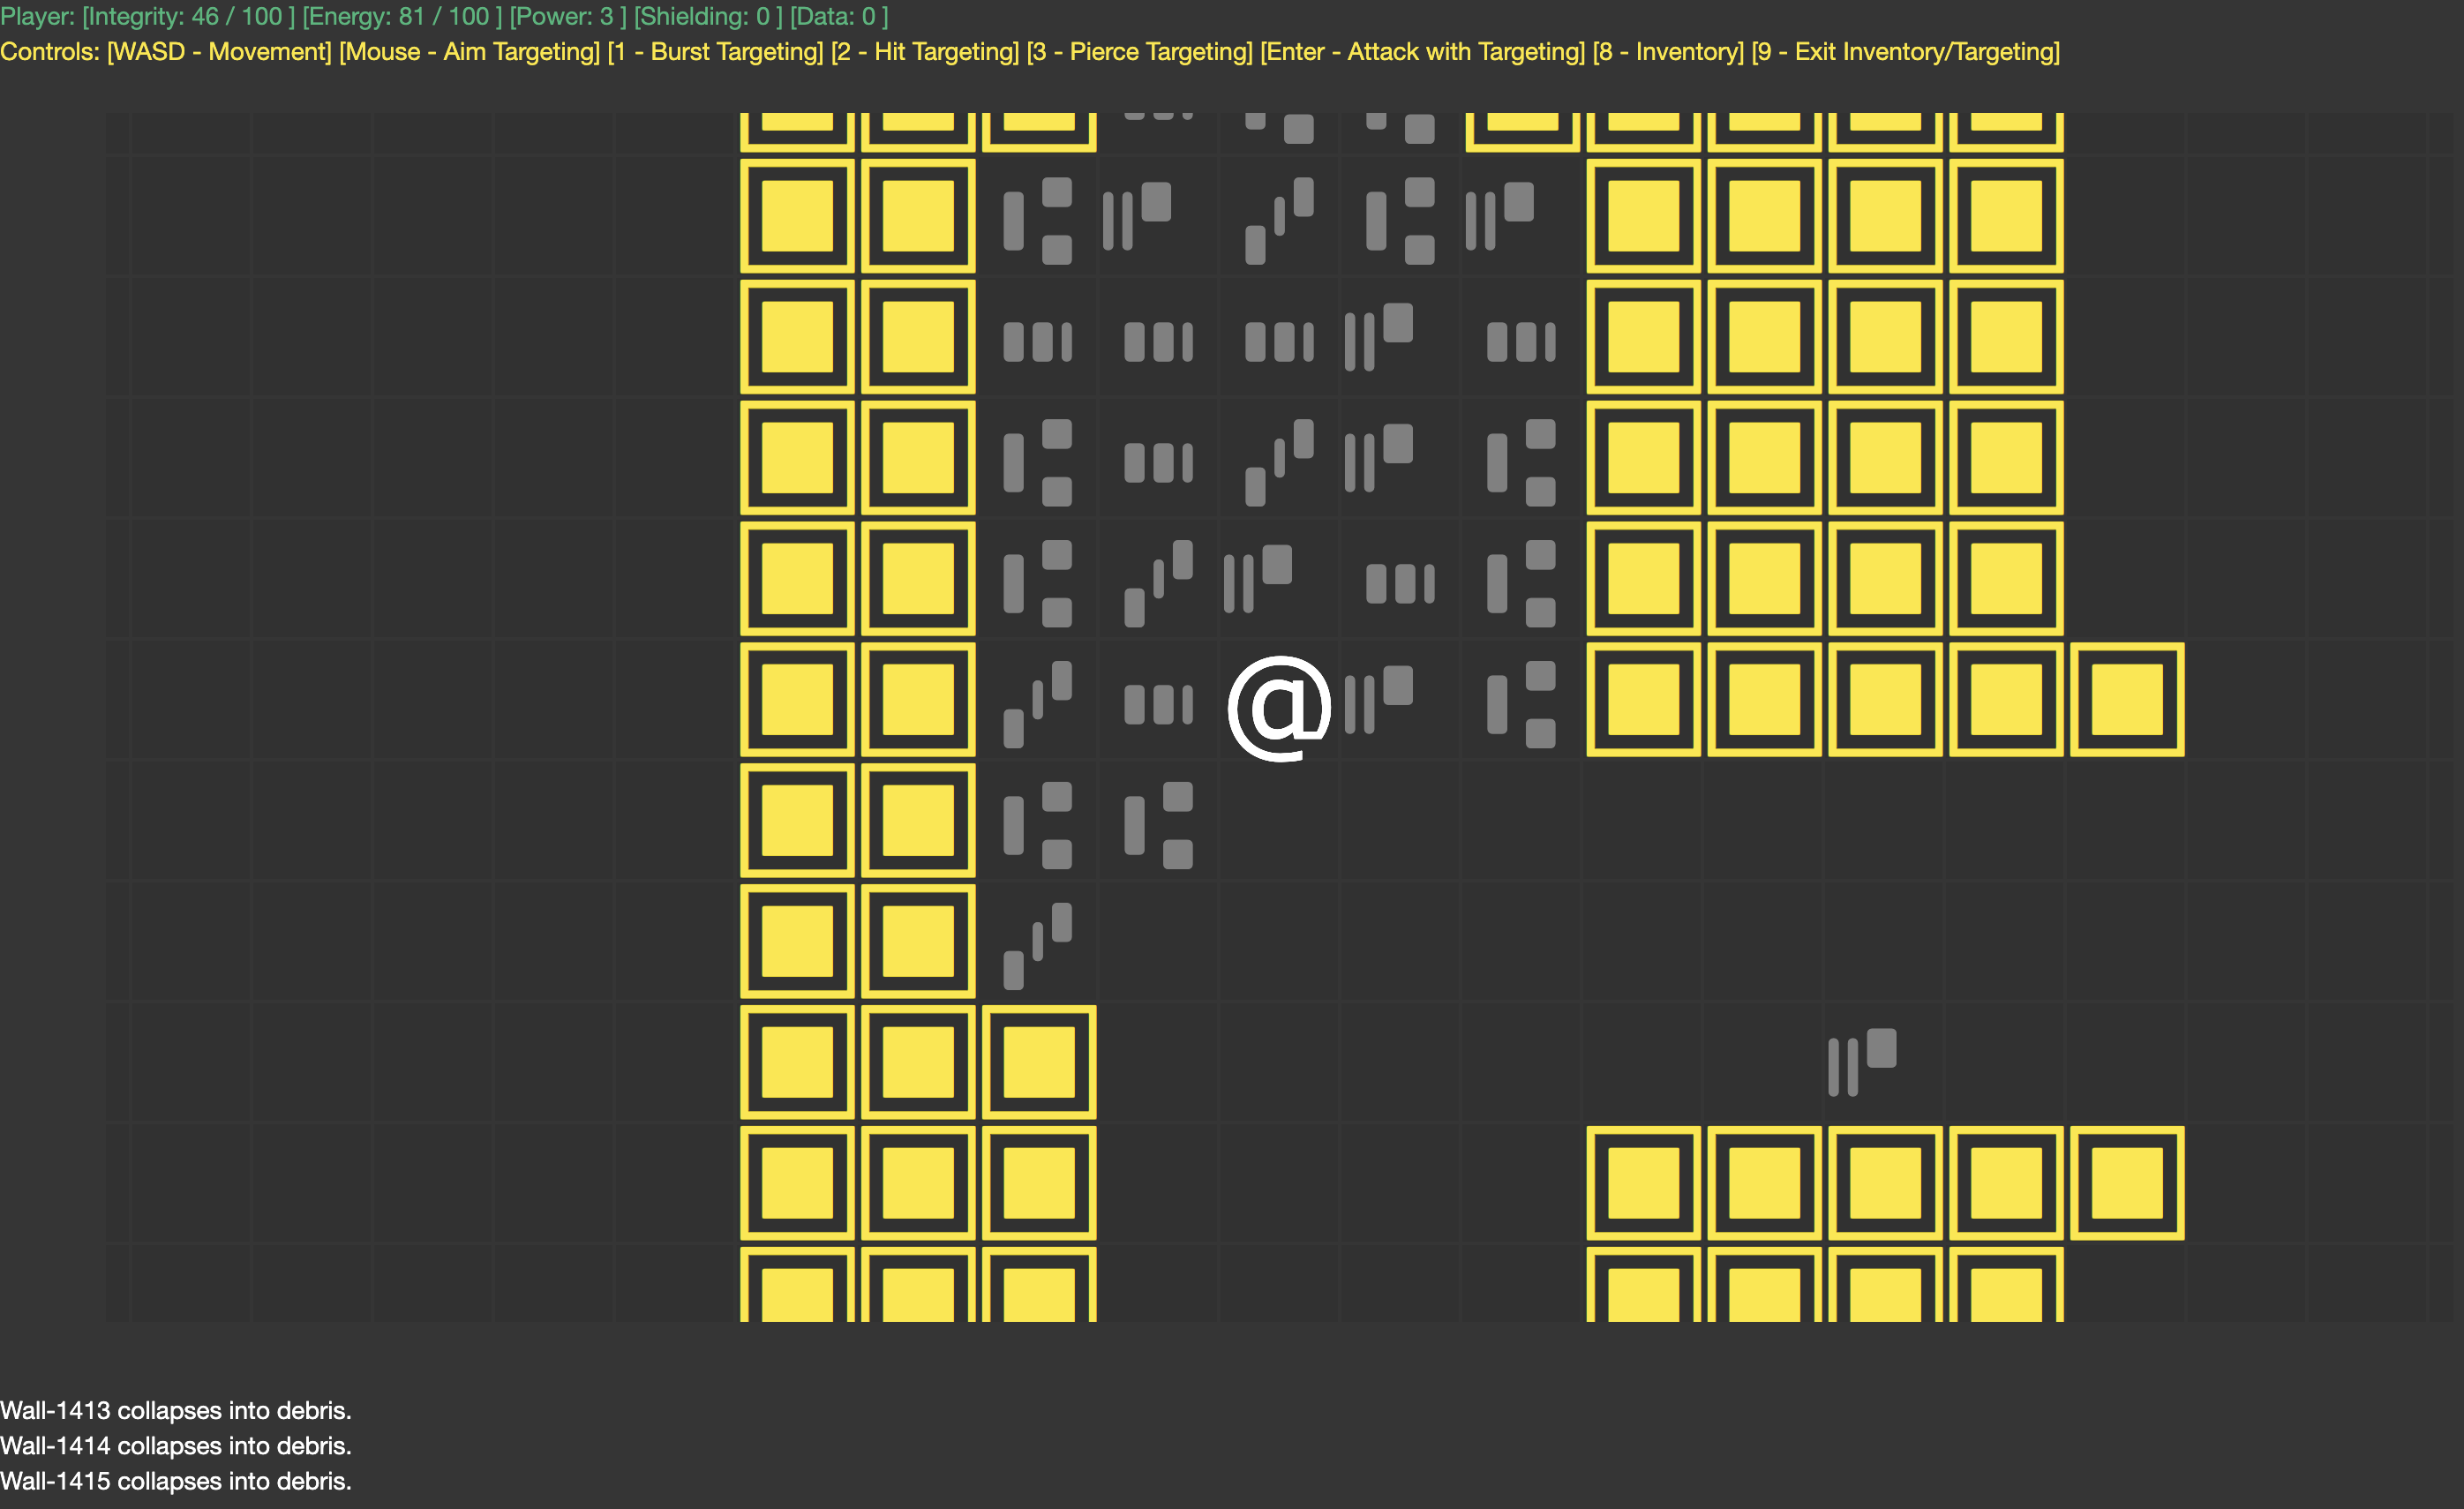 Player: [Integrity: 46 / 100 ] [Energy: 81 / 100 ] [Power: 3 ] [Shielding: 0 ] [Data: 0 ]
Controls: [WASD - Movement] [Mouse - Aim Targeting] [1 - Burst Targeting] [2 - Hit Targeting] [3 - Pierce Targeting] [Enter - Attack with Targeting] [8 - Inventory] [9 - Exit Inventory/Targeting]
@
Wall-1413 collapses into debris.
Wall-1414 collapses into debris.
Wall-1415 collapses into debris.